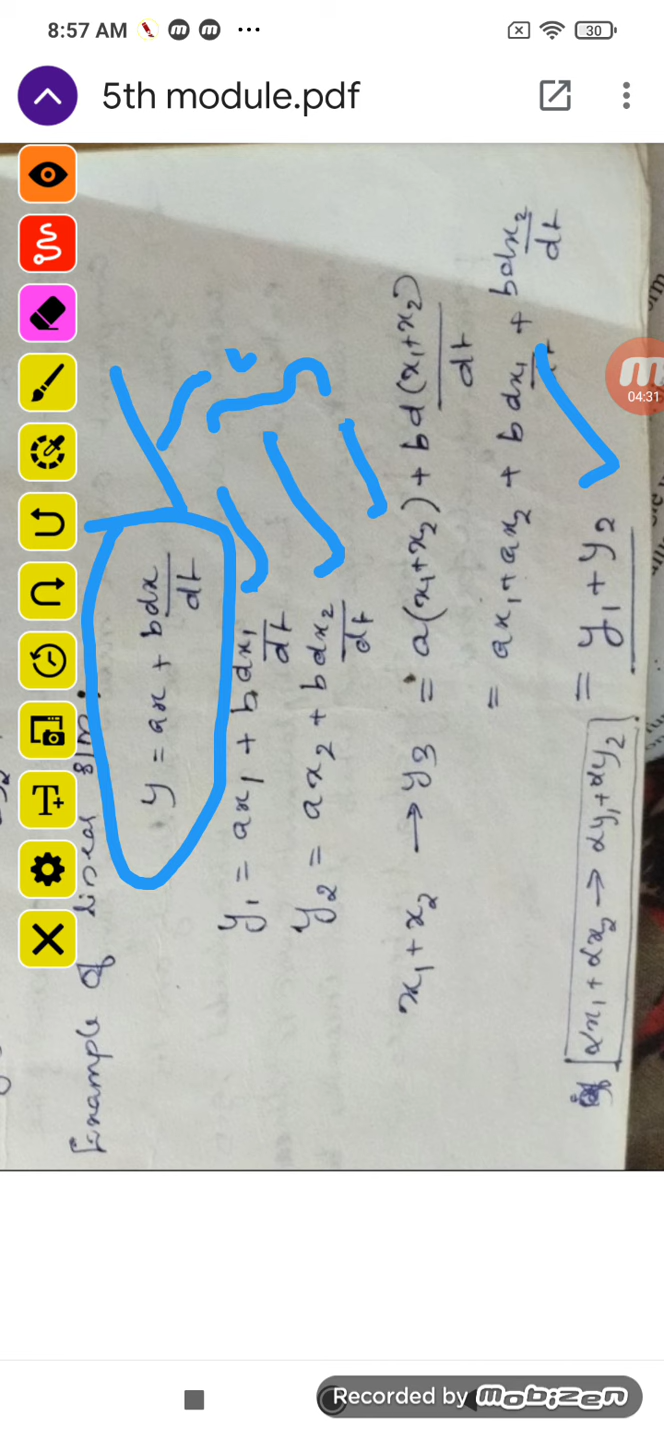 8:57 AM
30
5th module.pdf
T+
04:31
Example of linear s/m:
y = ax + b dx/dt
y₁ = ax₁ + b dx₁/dt
y₂ = ax₂ + b dx₂/dt
x₁ + x₂ → y₃ = a(x₁+x₂) + b d(x₁+x₂)/dt
= ax₁ + ax₂ + b dx₁ + b dx₂/dt
= y₁ + y₂
αx₁ + αx₂ → αy₁ + αy₂
Recorded by mobizen